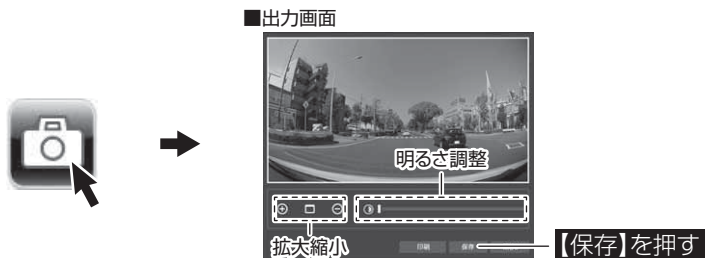 ■出力画面
明るさ調整
拡大縮小
印刷
保存
【保存】を押す